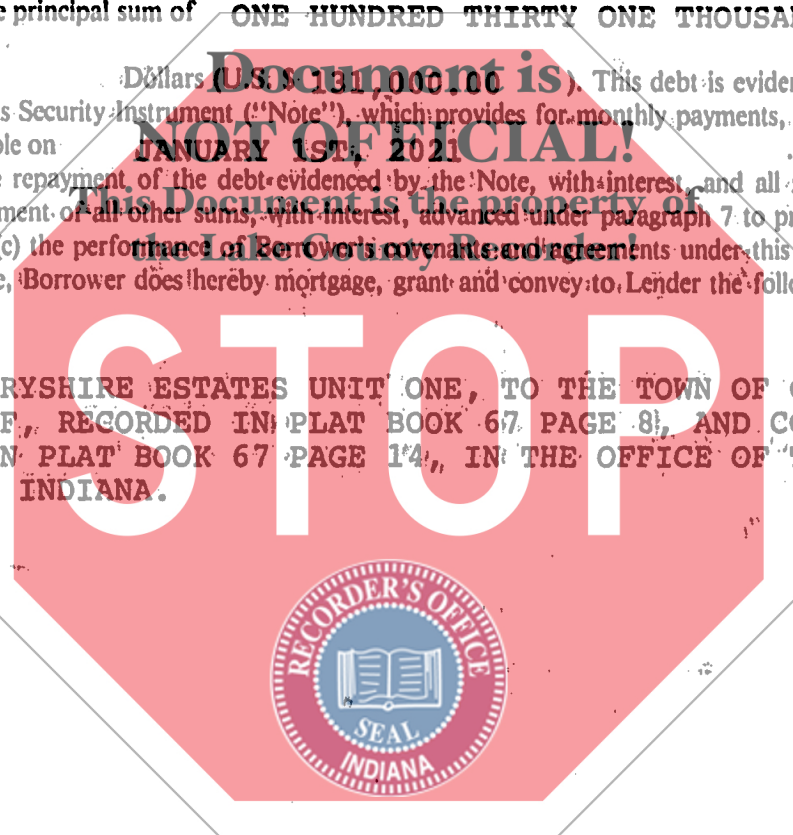 e principal sum of ONE HUNDRED THIRTY ONE THOUSA
Document is
Dollars (U.S. $ 131,000.00 ). This debt is evide
s Security Instrument ("Note"), which provides for monthly payments,
NOT OFFICIAL!
le on JANUARY 1ST, 2021
e repayment of the debt evidenced by the Note, with interest, and all
This Document is the property of
ment of all other sums, with interest, advanced under paragraph 7 to pr
the Lake County Recorder!
(c) the performance of Borrower's covenants and agreements under this
e, Borrower does hereby mortgage, grant and convey to Lender the foll
STOP
RYSHIRE ESTATES UNIT ONE, TO THE TOWN OF
F, RECORDED IN PLAT BOOK 67 PAGE 8, AND CO
N PLAT BOOK 67 PAGE 14, IN THE OFFICE OF
INDIANA.
RECORDER'S OFFICE
SEAL
INDIANA